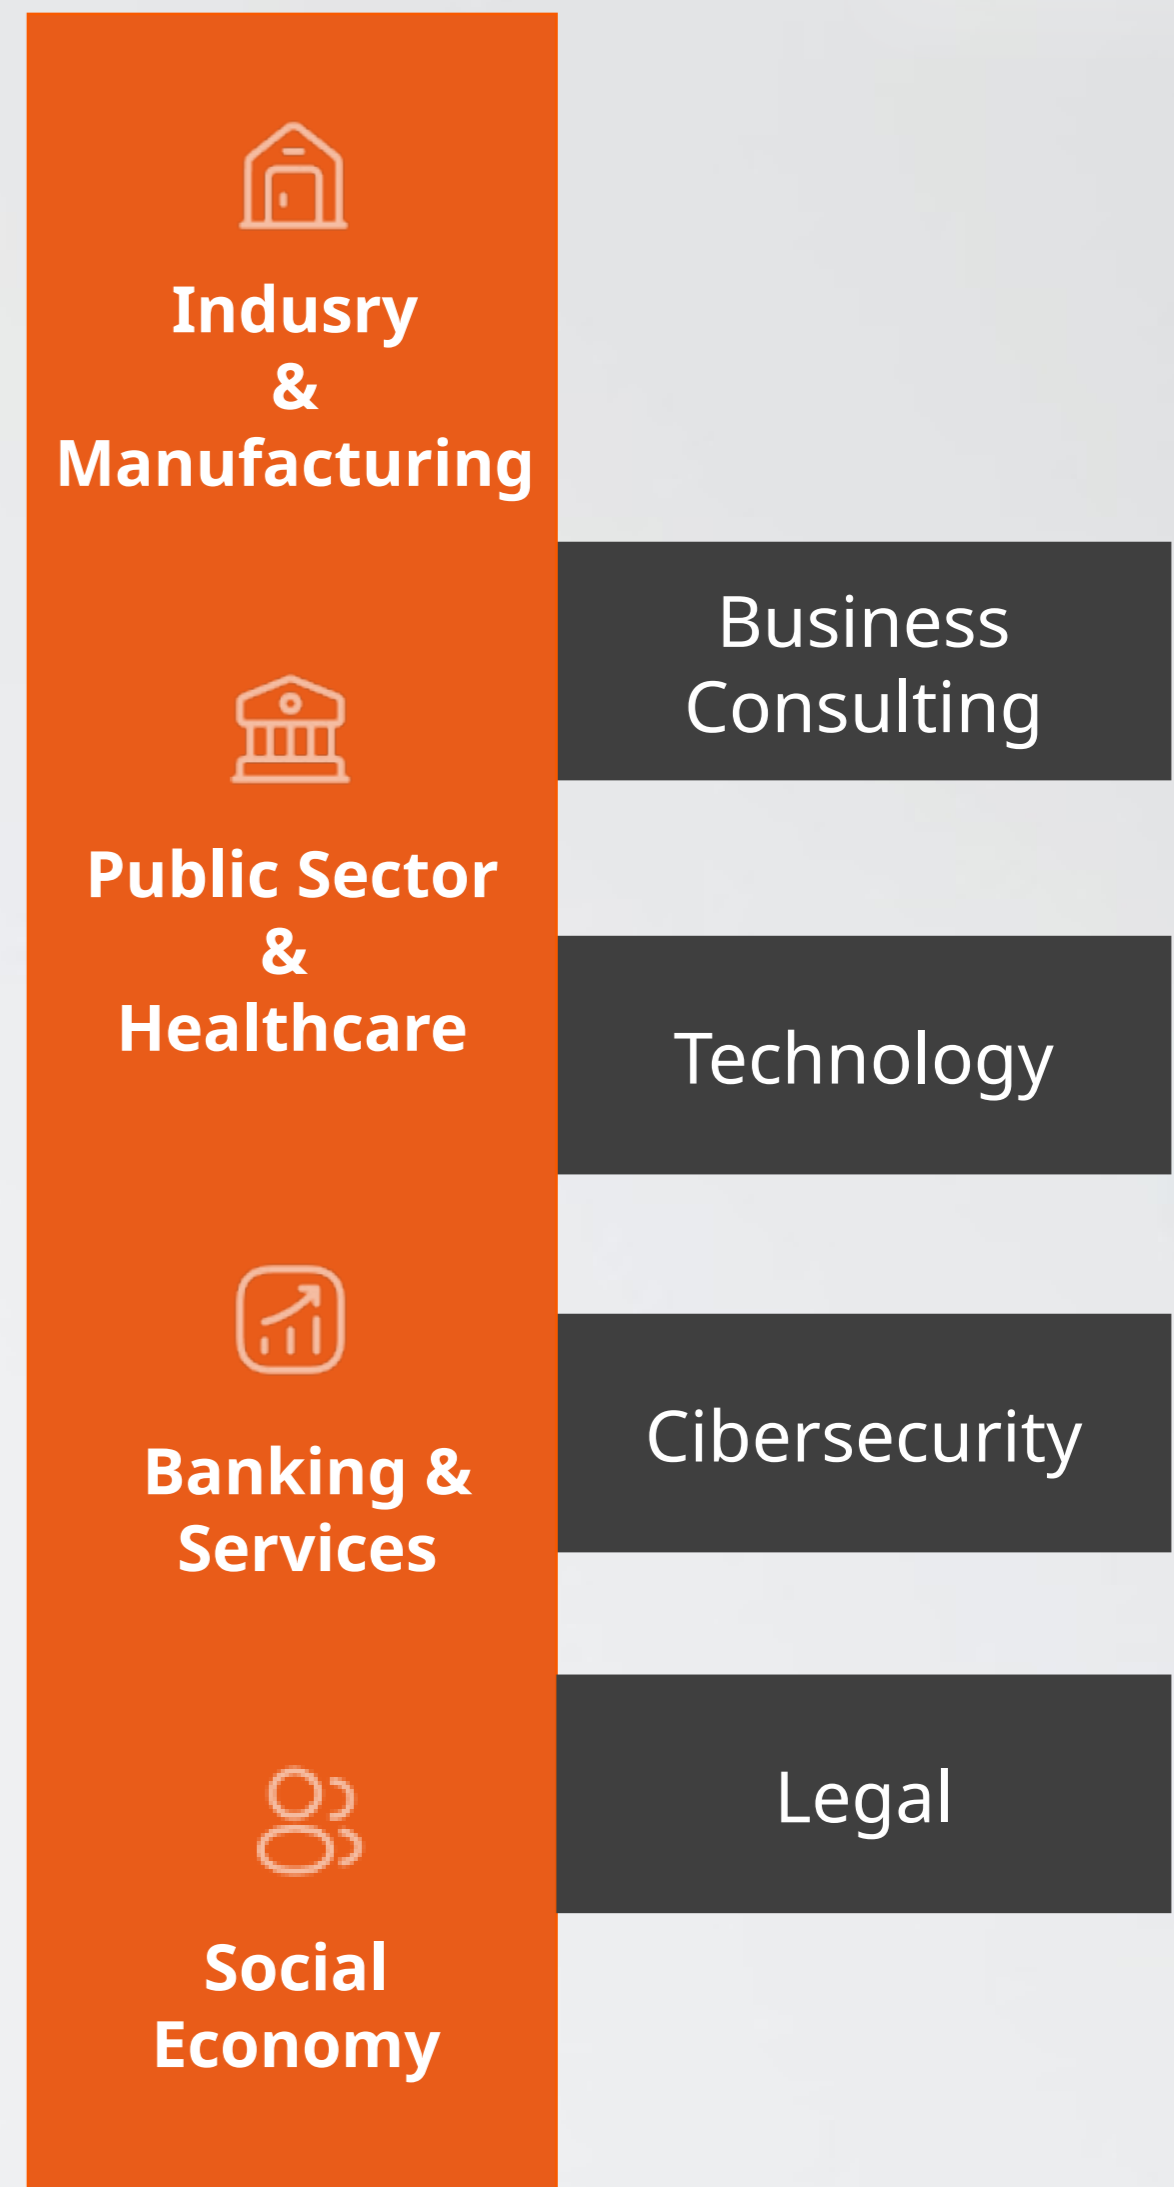 Indusry
&
Manufacturing
Public Sector
&
Healthcare
Banking &
Services
Social
Economy
Business
Consulting
Technology
Cibersecurity
Legal